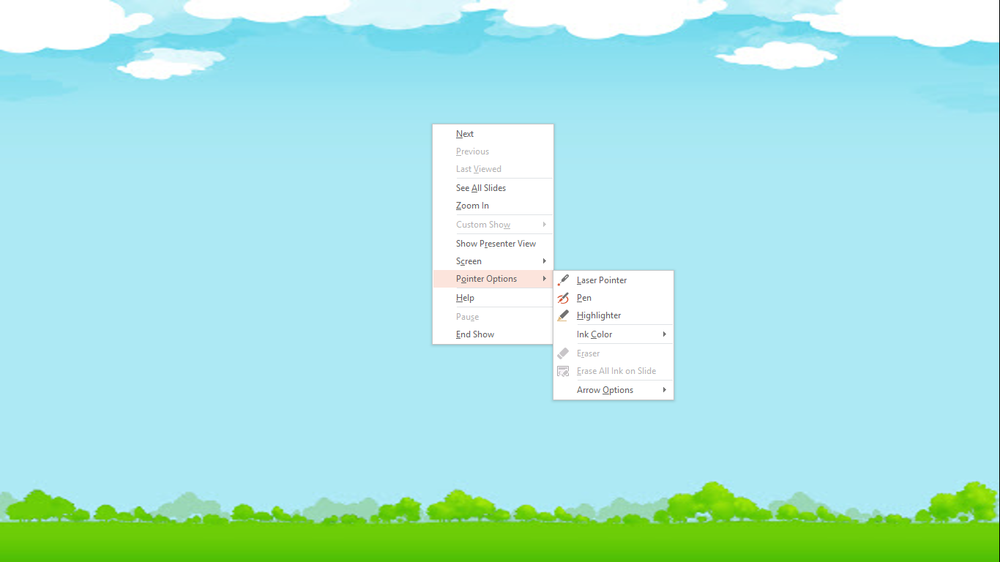 Next
Previous
Last Viewed
See All Slides
Zoom In
Custom Show
Show Presenter View
Screen
Pointer Options
Help
Pause
End Show
Laser Pointer
Pen
Highlighter
Ink Color
Eraser
Erase All Ink on Slide
Arrow Options